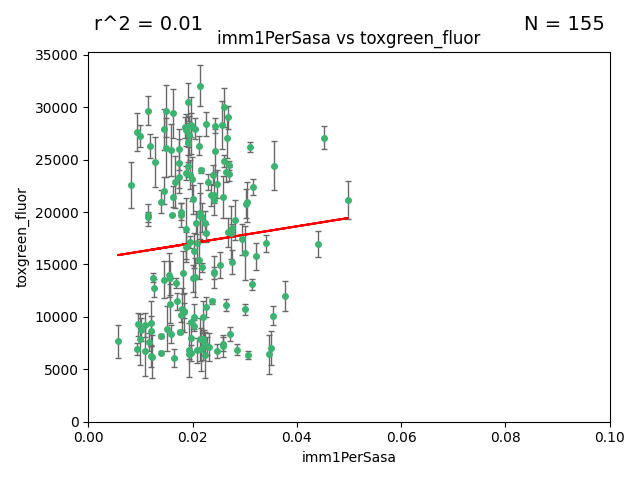 r^2 = 0.01
N = 155
imm1PerSasa vs toxgreen_fluor
35000
30000
25000
20000
15000
10000
5000
0
toxgreen_fluor
0.00
0.02
0.04
0.06
0.08
0.10
imm1PerSasa